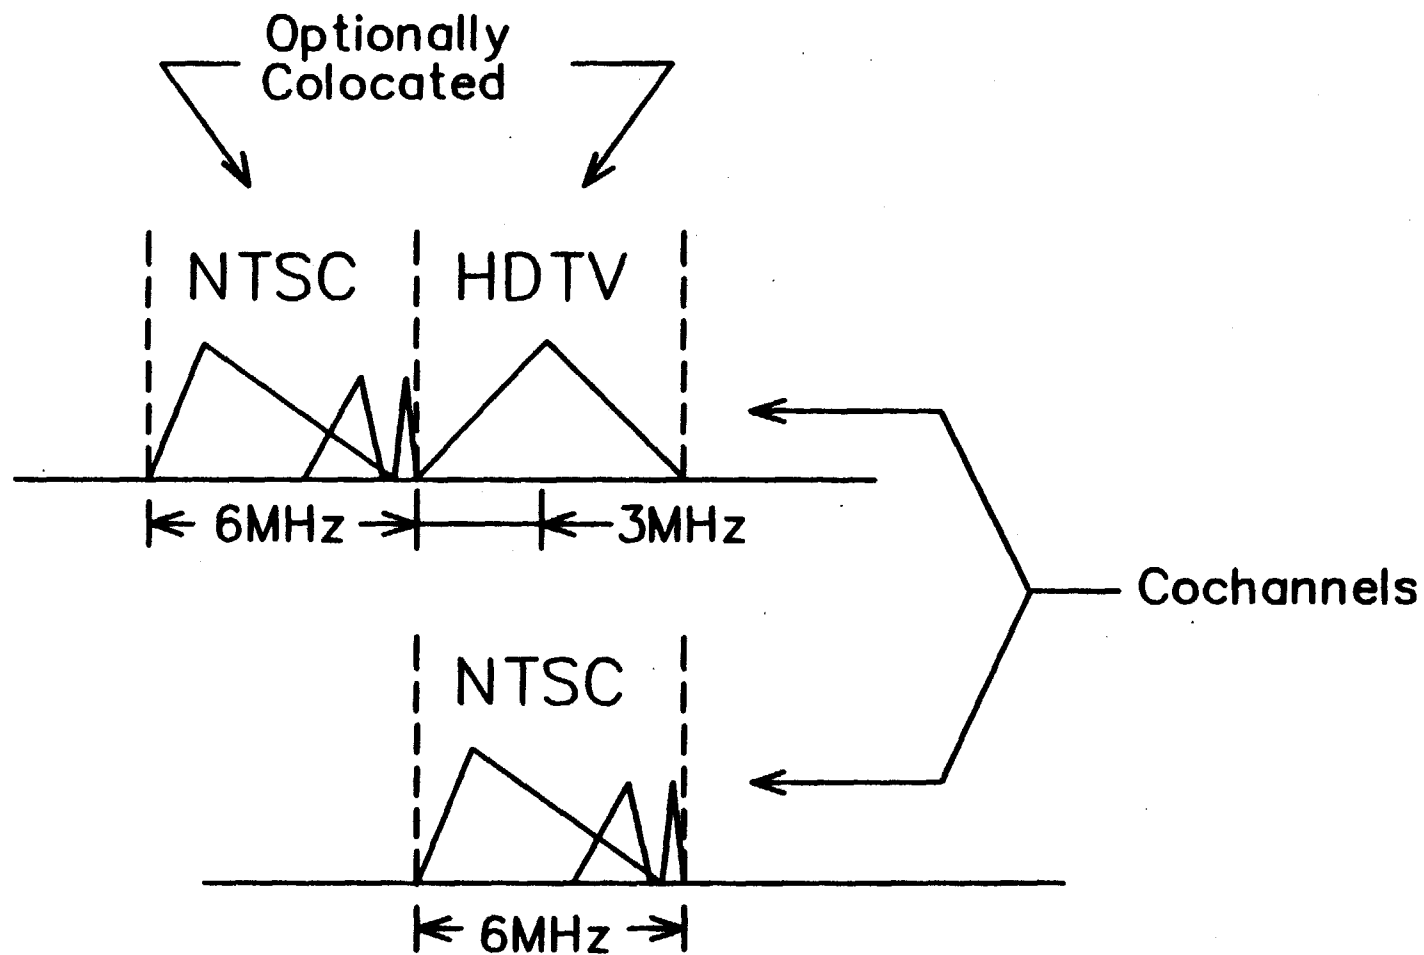 Optionally
Colocated
NTSC HDTV
6MHz 3MHz
Cochannels
NTSC
6MHz